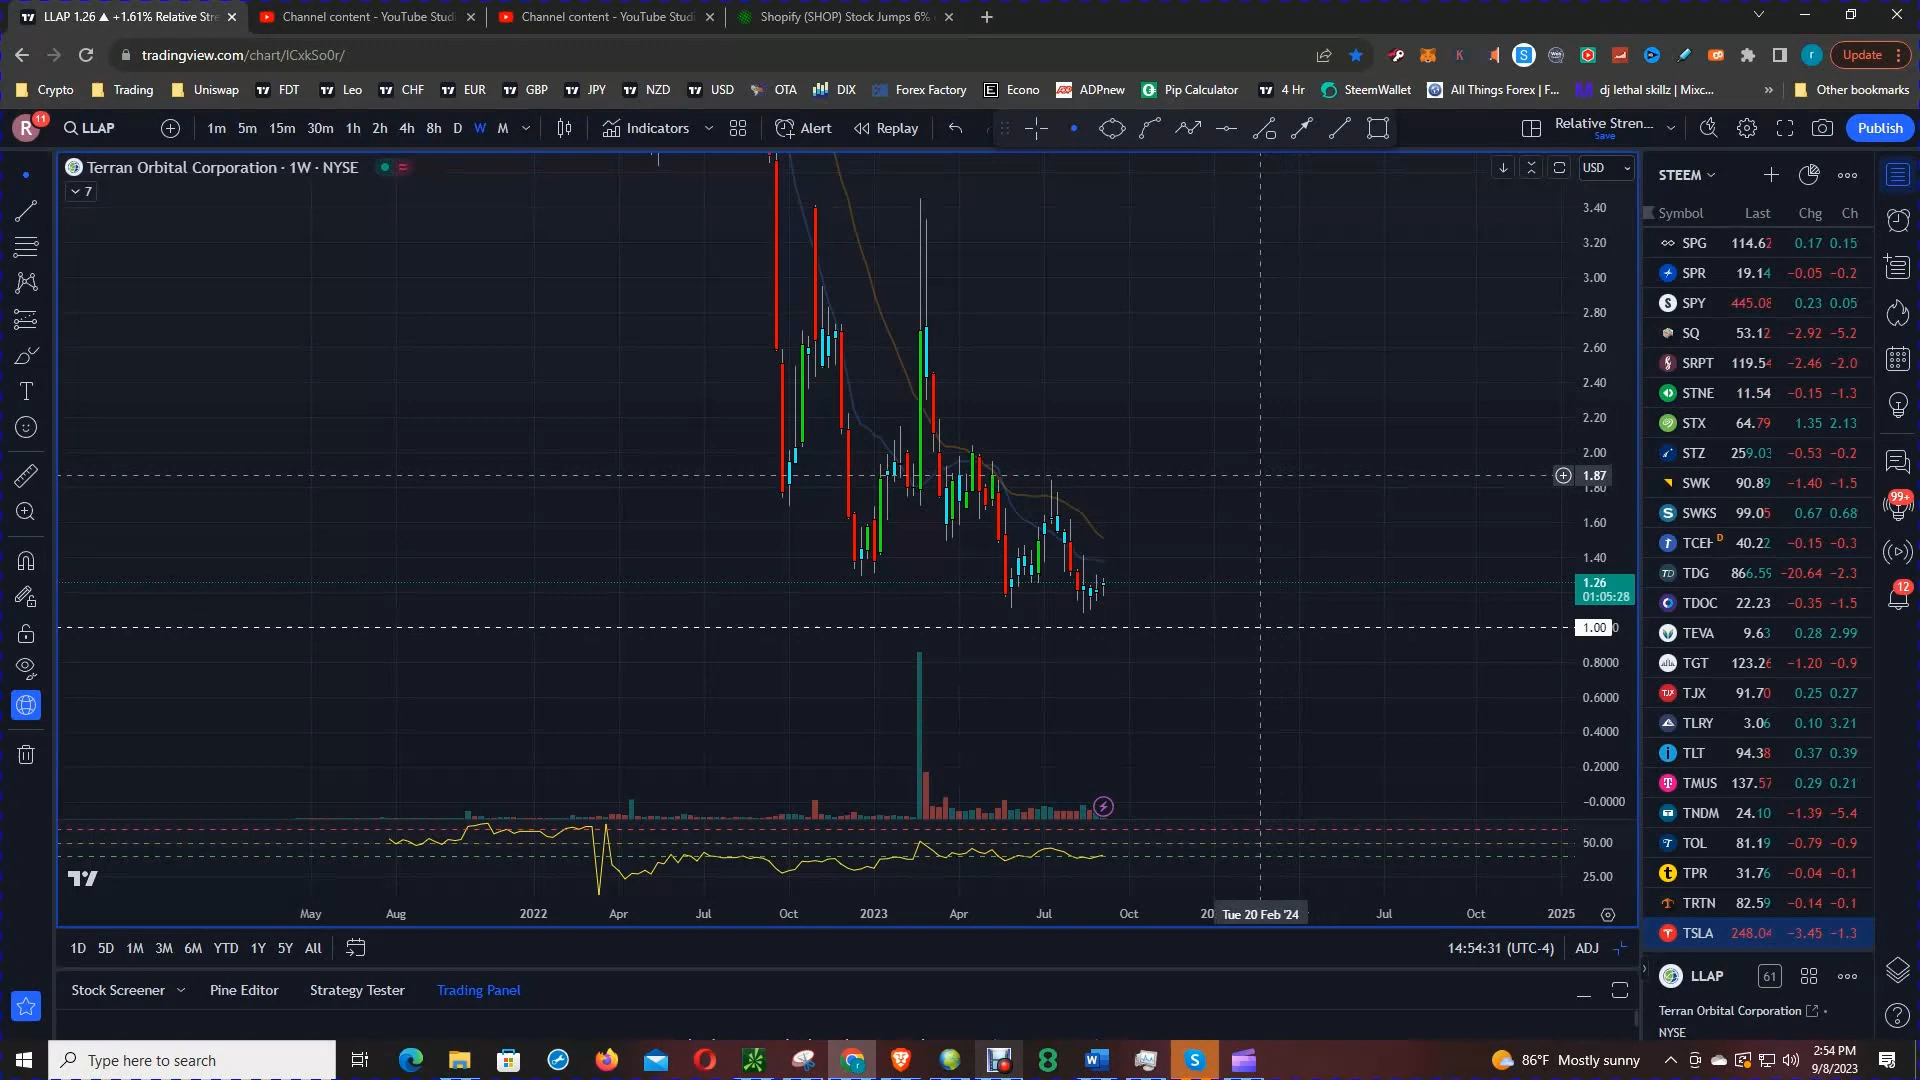 LLAP 1.26 ▲ +1.61% Relative Stre
Channel content - YouTube Studi
Channel content - YouTube Studi
Shopify (SHOP) Stock Jumps 6%
tradingview.com/chart/lCxkSo0r/
Update
Crypto Trading Uniswap FDT Leo CHF EUR GBP JPY NZD USD OTA DIX Forex Factory Econo ADPnew Pip Calculator 4 Hr SteemWallet All Things Forex | F... dj lethal skillz | Mixc... » Other bookmarks
R 11 LLAP 1m 5m 15m 30m 1h 2h 4h 8h D W M Indicators Alert Replay Relative Stren... Save Publish
Terran Orbital Corporation · 1W · NYSE
7
USD
3.40
3.20
3.00
2.80
2.60
2.40
2.20
2.00
1.87
1.80
1.60
1.40
1.26
01:05:28
1.00
0.8000
0.6000
0.4000
0.2000
−0.0000
50.00
25.00
May Aug 2022 Apr Jul Oct 2023 Apr Jul Oct 20 Tue 20 Feb '24 Jul Oct 2025
1D 5D 1M 3M 6M YTD 1Y 5Y All
14:54:31 (UTC-4) ADJ
Stock Screener Pine Editor Strategy Tester Trading Panel
STEEM
Symbol Last Chg Ch
SPG 114.62 0.17 0.15
SPR 19.14 −0.05 −0.2
SPY 445.08 0.23 0.05
SQ 53.12 −2.92 −5.2
SRPT 119.54 −2.46 −2.0
STNE 11.54 −0.15 −1.3
STX 64.79 1.35 2.13
STZ 259.03 −0.53 −0.2
SWK 90.89 −1.40 −1.5
SWKS 99.05 0.67 0.68
TCEH D 40.22 −0.15 −0.3
TDG 866.59 −20.64 −2.3
TDOC 22.23 −0.35 −1.5
TEVA 9.63 0.28 2.99
TGT 123.26 −1.20 −0.9
TJX 91.70 0.25 0.27
TLRY 3.06 0.10 3.21
TLT 94.38 0.37 0.39
TMUS 137.57 0.29 0.21
TNDM 24.10 −1.39 −5.4
TOL 81.19 −0.79 −0.9
TPR 31.76 −0.04 −0.1
TRTN 82.59 −0.14 −0.1
TSLA 248.04 −3.45 −1.3
LLAP 61
Terran Orbital Corporation
NYSE
99+
12
Type here to search
86°F Mostly sunny
2:54 PM
9/8/2023